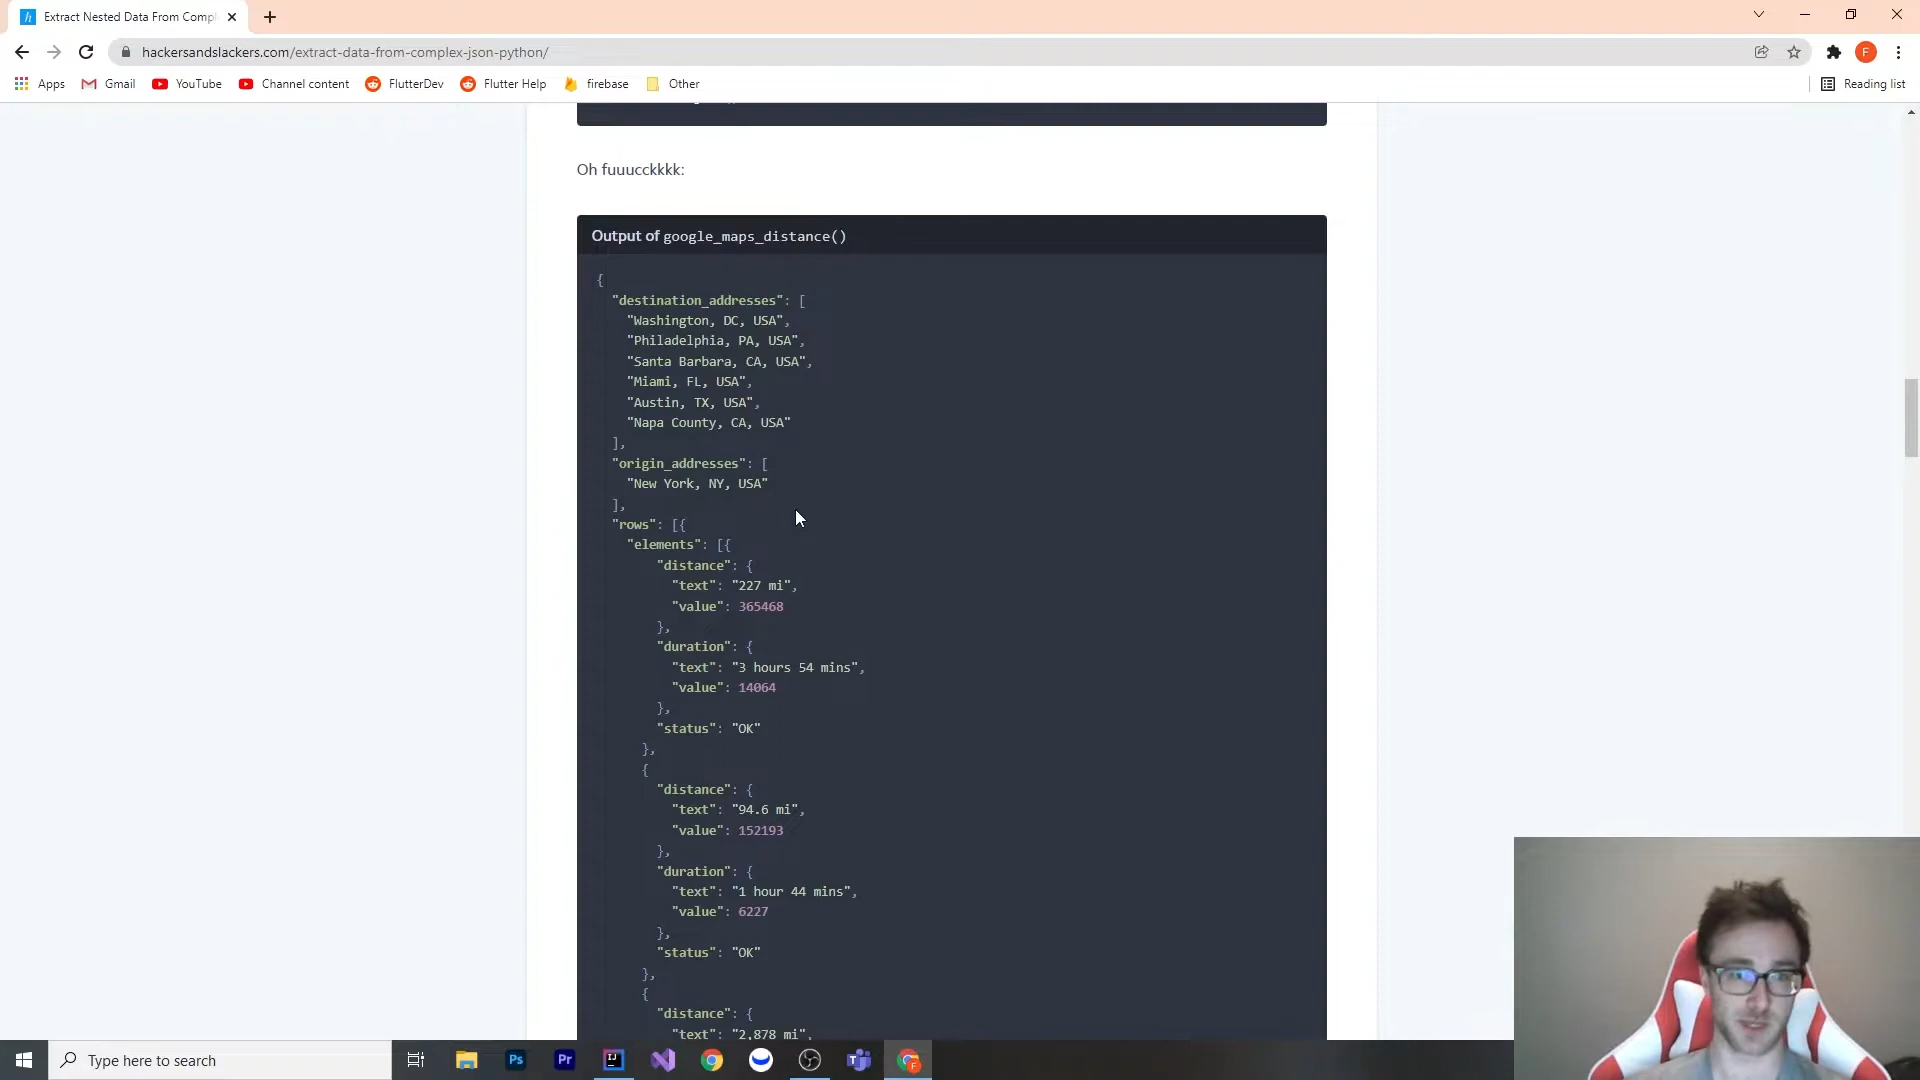 Extract Nested Data From Compl
hackersandslackers.com/extract-data-from-complex-json-python/
F
Apps
Gmail
YouTube
Channel content
FlutterDev
Flutter Help
firebase
Other
Reading list
Oh fuuucckkkk:
Output of google_maps_distance()
{
"destination_addresses": [
"Washington, DC, USA",
"Philadelphia, PA, USA",
"Santa Barbara, CA, USA",
"Miami, FL, USA",
"Austin, TX, USA",
"Napa County, CA, USA"
],
"origin_addresses": [
"New York, NY, USA"
],
"rows": [{
"elements": [{
"distance": {
"text": "227 mi",
"value": 365468
},
"duration": {
"text": "3 hours 54 mins",
"value": 14064
},
"status": "OK"
},
{
"distance": {
"text": "94.6 mi",
"value": 152193
},
"duration": {
"text": "1 hour 44 mins",
"value": 6227
},
"status": "OK"
},
{
"distance": {
"text": "2,878 mi",
Type here to search
Ps
Pr
IJ